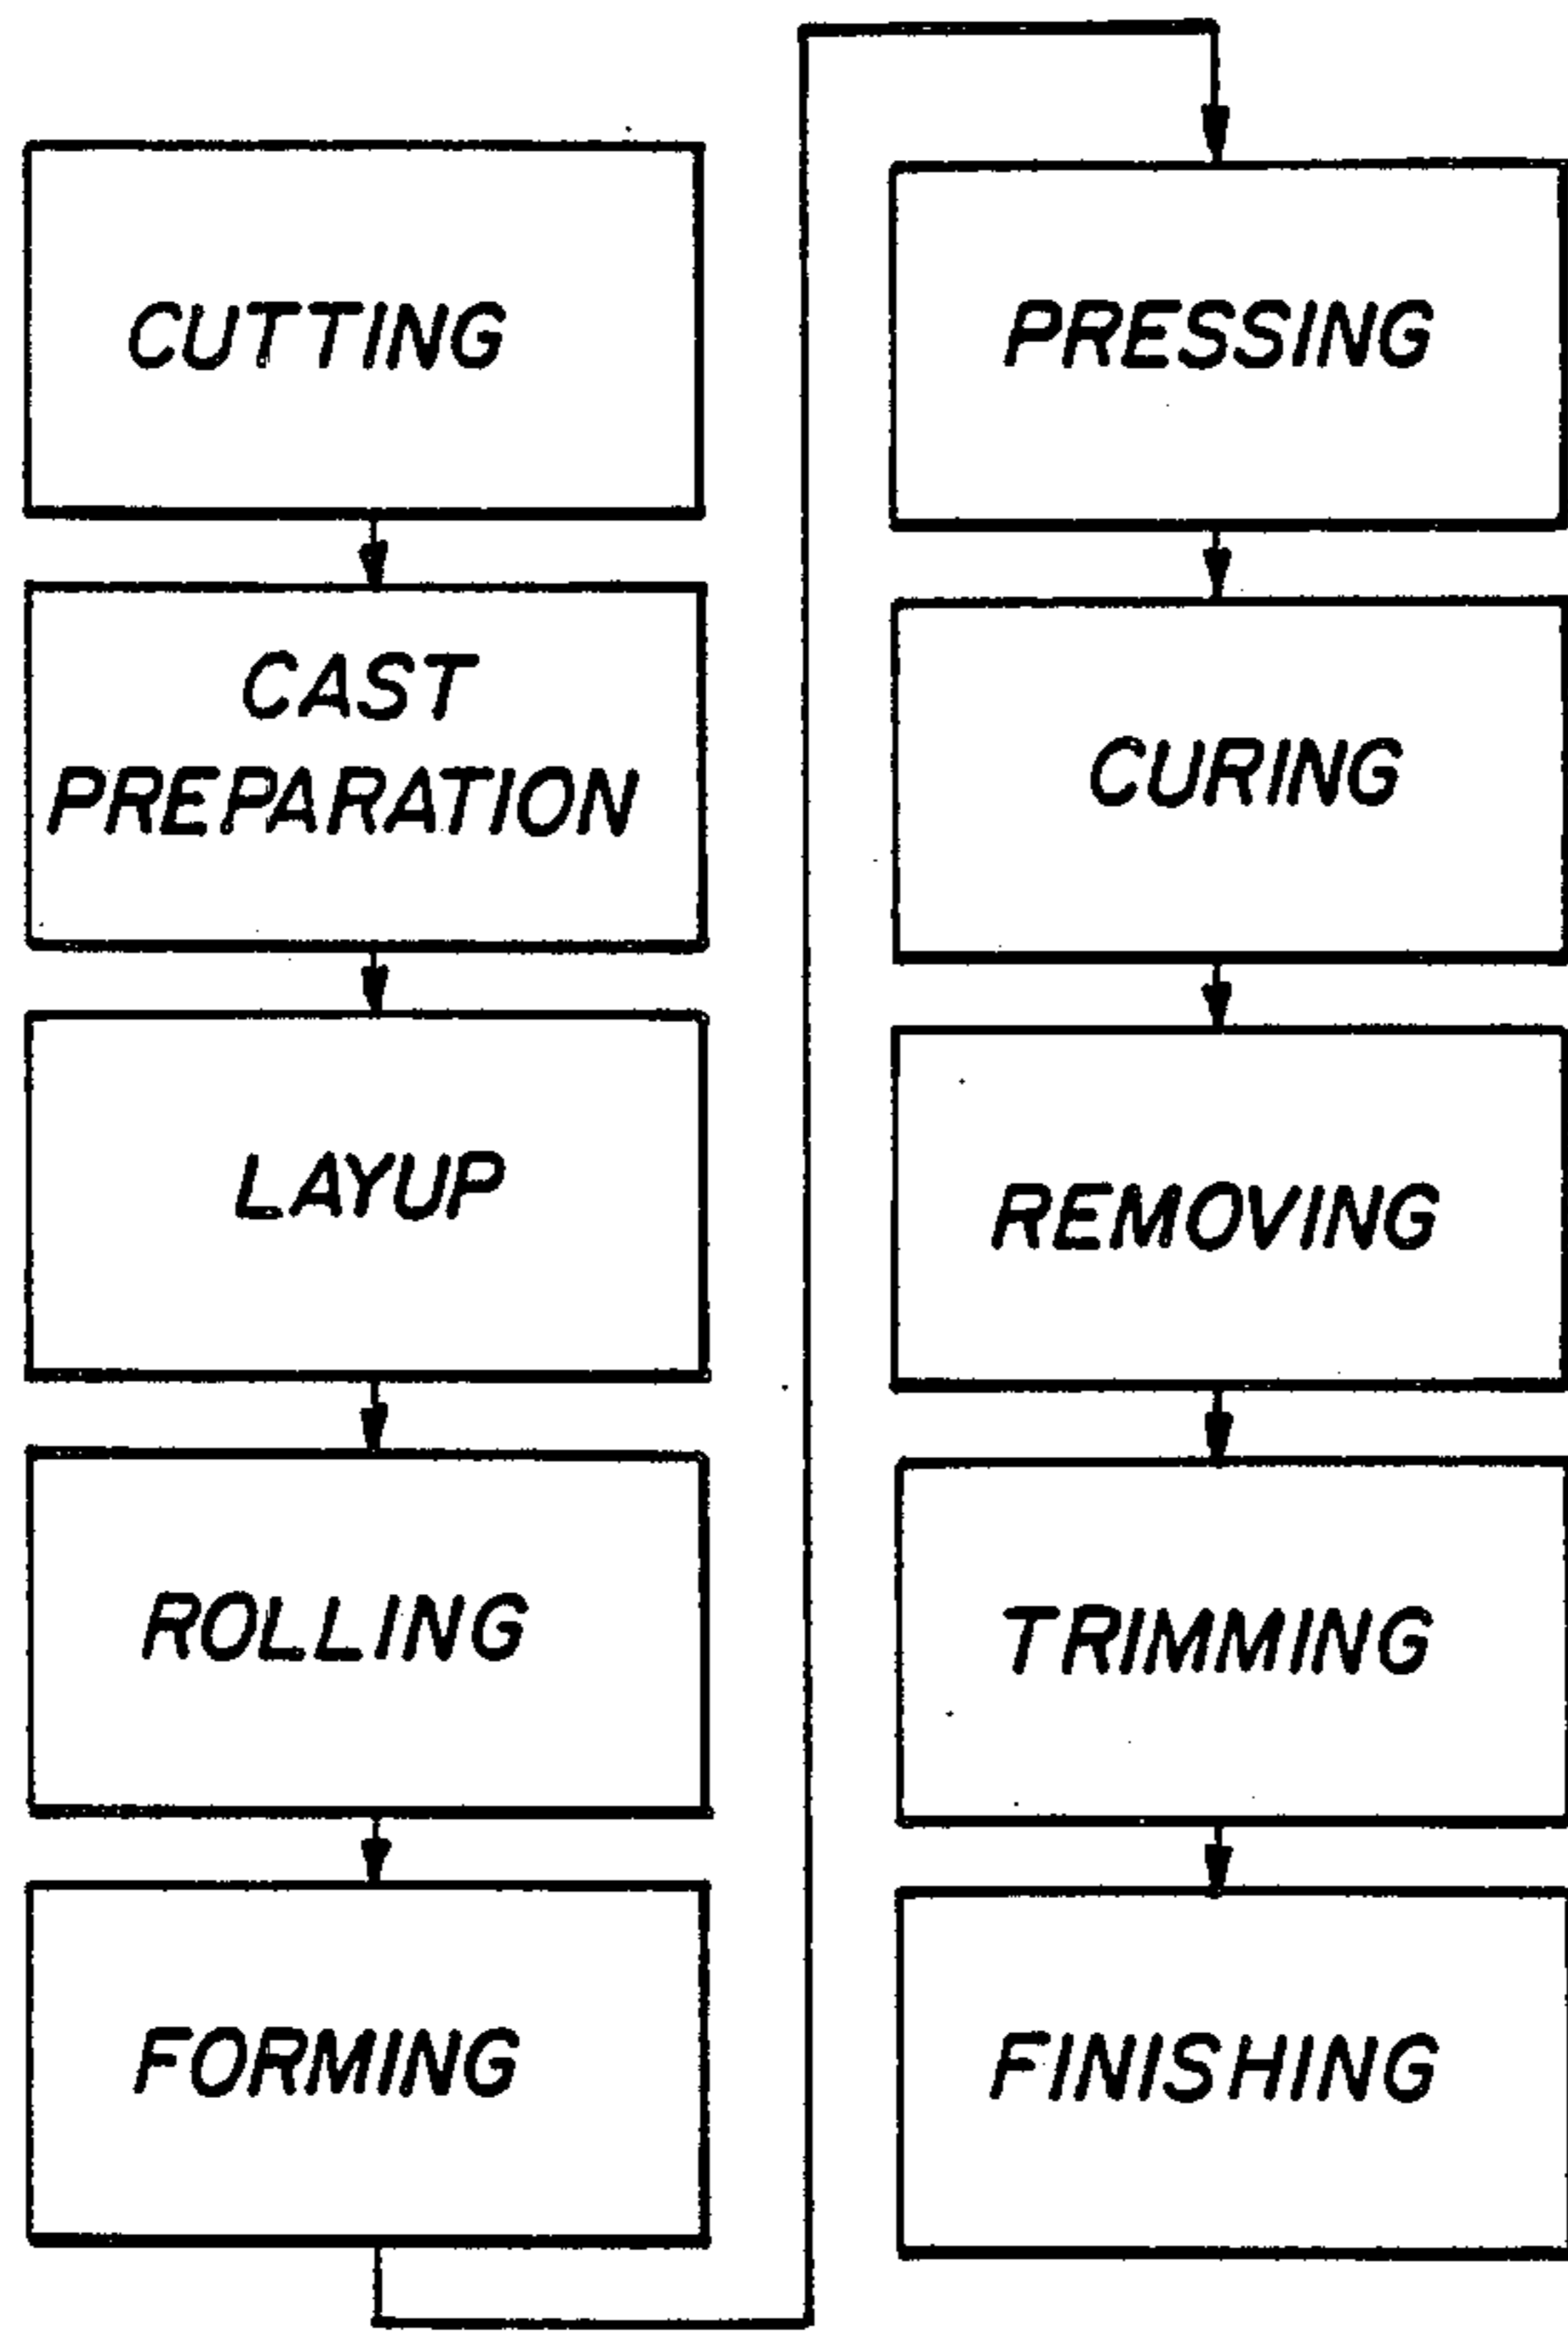 CUTTING
CAST
PREPARATION
LAYUP
ROLLING
FORMING
PRESSING
CURING
REMOVING
TRIMMING
FINISHING